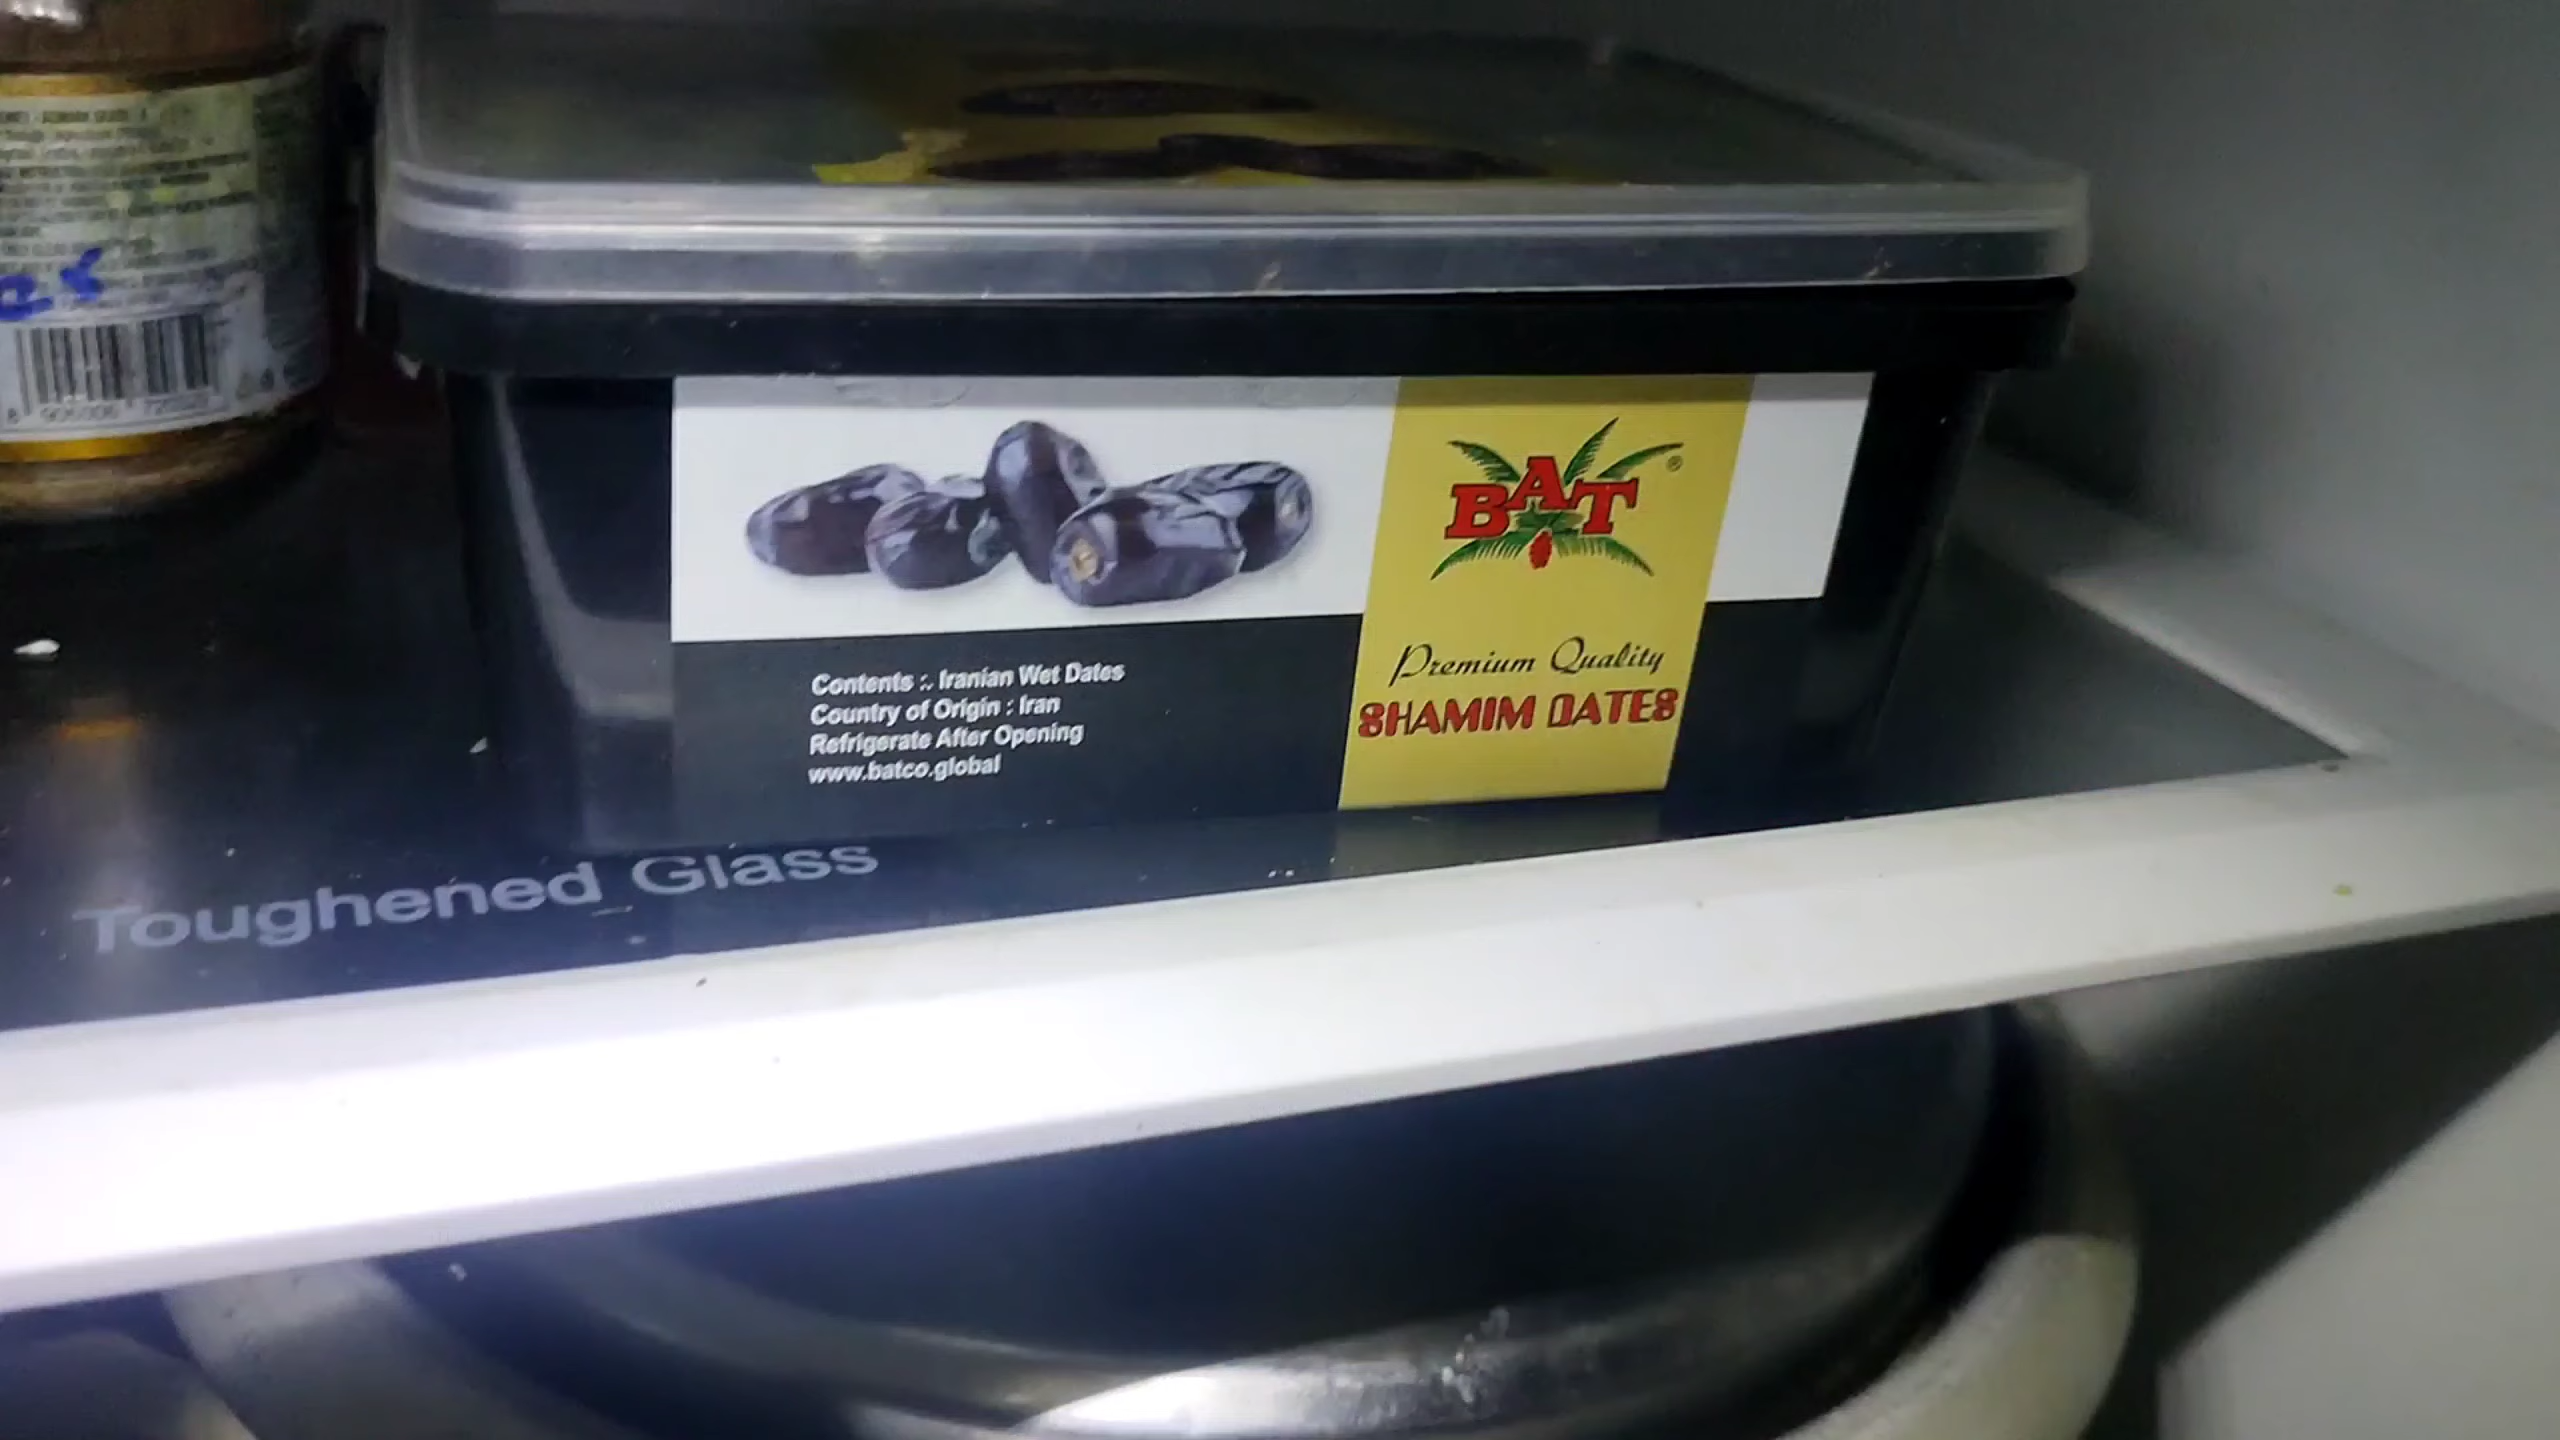 er
BAT
®
Premium Quality
SHAMIM DATES
Contents :. Iranian Wet Dates
Country of Origin : Iran
Refrigerate After Opening
www.batco.global
Toughened Glass